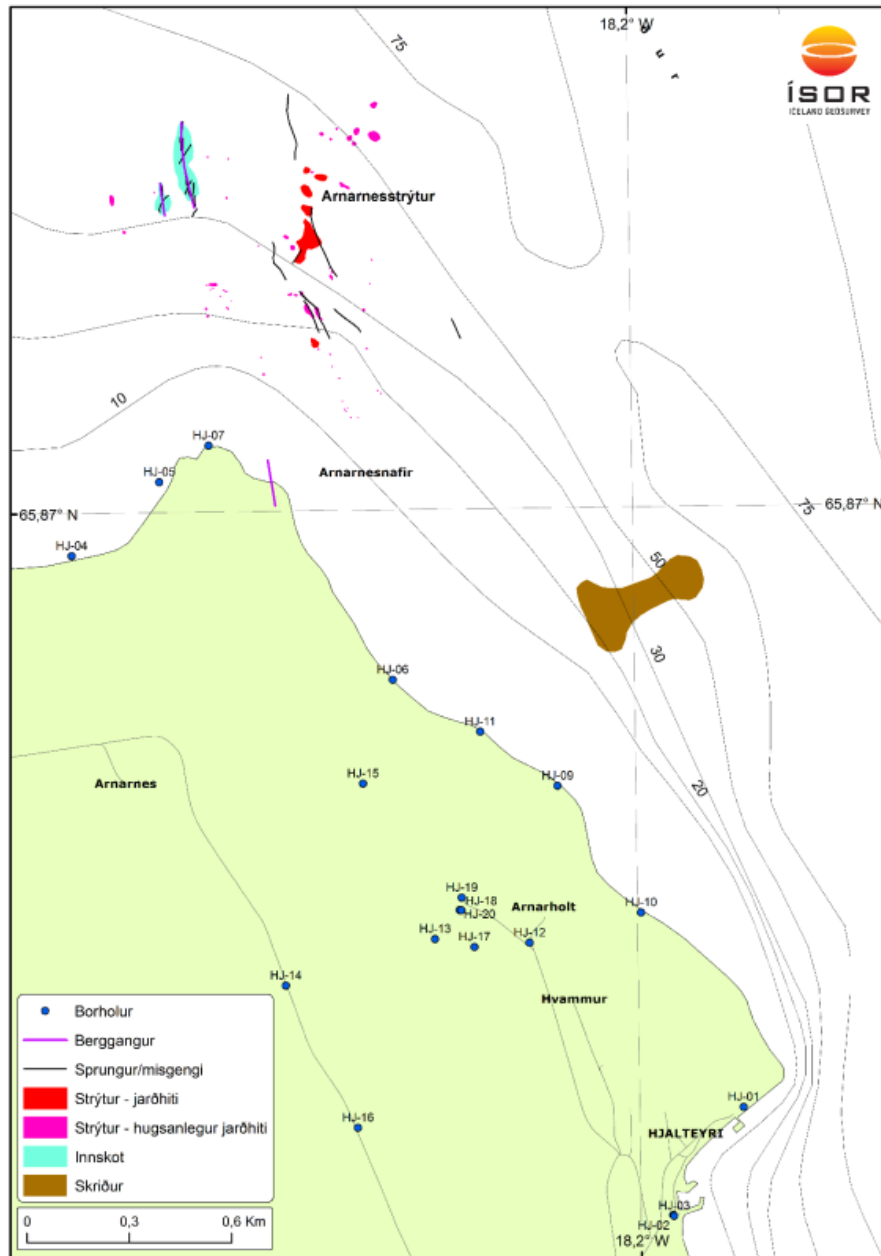 18,2° W
75
u
r
ÍSOR
ICELAND GEOSURVEY
Arnarnesstrýtur
10
HJ-07
HJ-05
Arnarnesnafir
65,87° N
65,87° N
75
HJ-04
50
30
HJ-06
HJ-11
HJ-15
HJ-09
Arnarnes
20
HJ-19
HJ-18
HJ-20
Arnarholt
HJ-10
HJ-13
HJ-17
HJ-12
HJ-14
Hvammur
Borholur
Berggangur
Sprungur/misgengi
Strýtur - jarðhiti
Strýtur - hugsanlegur jarðhiti
Innskot
Skriður
0
0,3
0,6 Km
HJ-16
HJ-01
HJALTEYRI
HJ-03
HJ-02
18,2° W